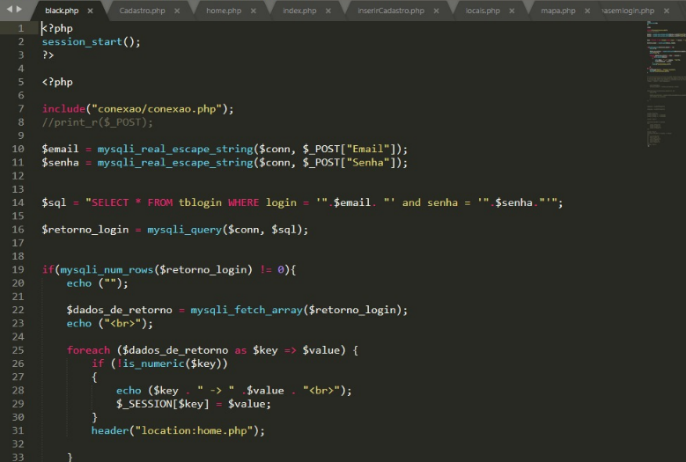 black.php × Cadastro.php × home.php × index.php × inserirCadastro.php × locais.php × mapa.php × vasemlogin.php ×
1 <?php
2 session_start();
3 ?>
4
5 <?php
6
7 include("conexao/conexao.php");
8 //print_r($_POST);
9
10 $email = mysqli_real_escape_string($conn, $_POST["Email"]);
11 $senha = mysqli_real_escape_string($conn, $_POST["Senha"]);
12
13
14 $sql = "SELECT * FROM tblogin WHERE login = '".$email. "' and senha = '".$senha."'";
15
16 $retorno_login = mysqli_query($conn, $sql);
17
18
19 if(mysqli_num_rows($retorno_login) != 0){
20 echo ("");
21
22 $dados_de_retorno = mysqli_fetch_array($retorno_login);
23 echo ("<br>");
24
25 foreach ($dados_de_retorno as $key => $value) {
26 if (!is_numeric($key))
27 {
28 echo ($key . " -> " .$value . "<br>");
29 $_SESSION[$key] = $value;
30 }
31 header("location:home.php");
32
33 }